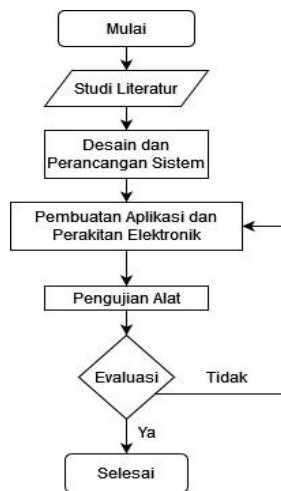 Mulai
Studi Literatur
Desain dan
Perancangan Sistem
Pembuatan Aplikasi dan
Perakitan Elektronik
Pengujian Alat
Evaluasi
Tidak
Ya
Selesai